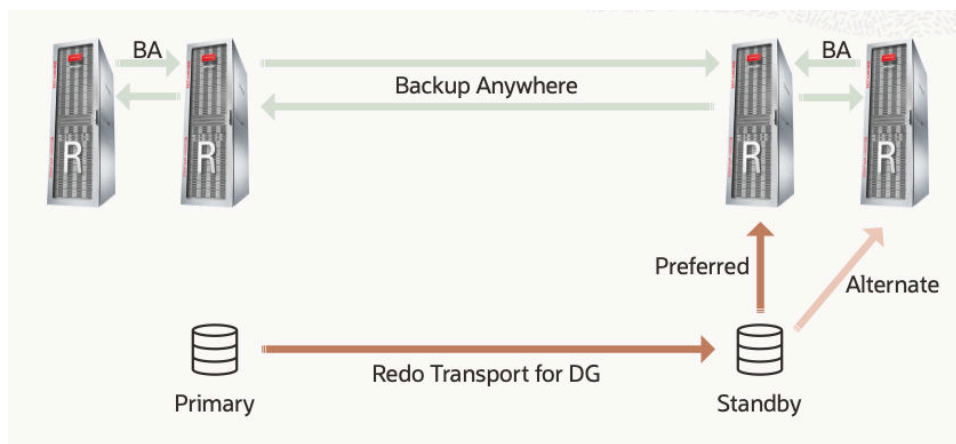 BA
BA
Backup Anywhere
R
R
R
R
Preferred
Alternate
Redo Transport for DG
Primary
Standby